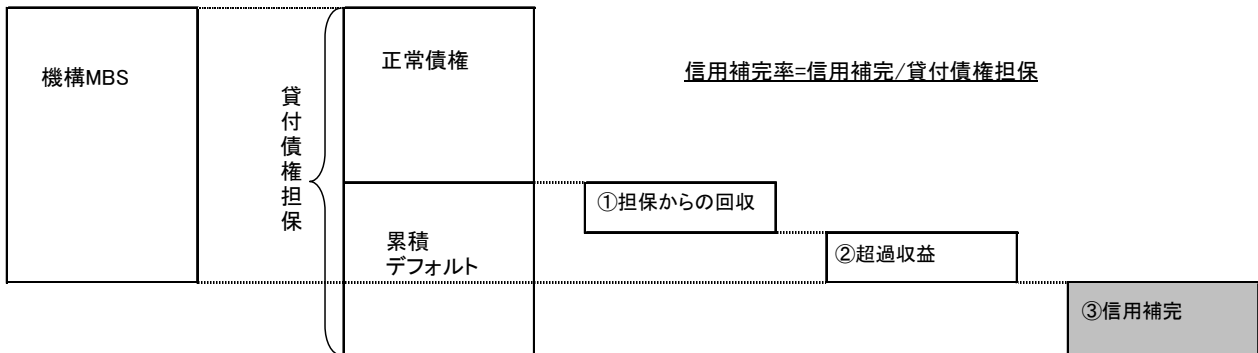 機構MBS
貸付債権担保
正常債権
累積
デフォルト
信用補完率=信用補完/貸付債権担保
①担保からの回収
②超過収益
③信用補完